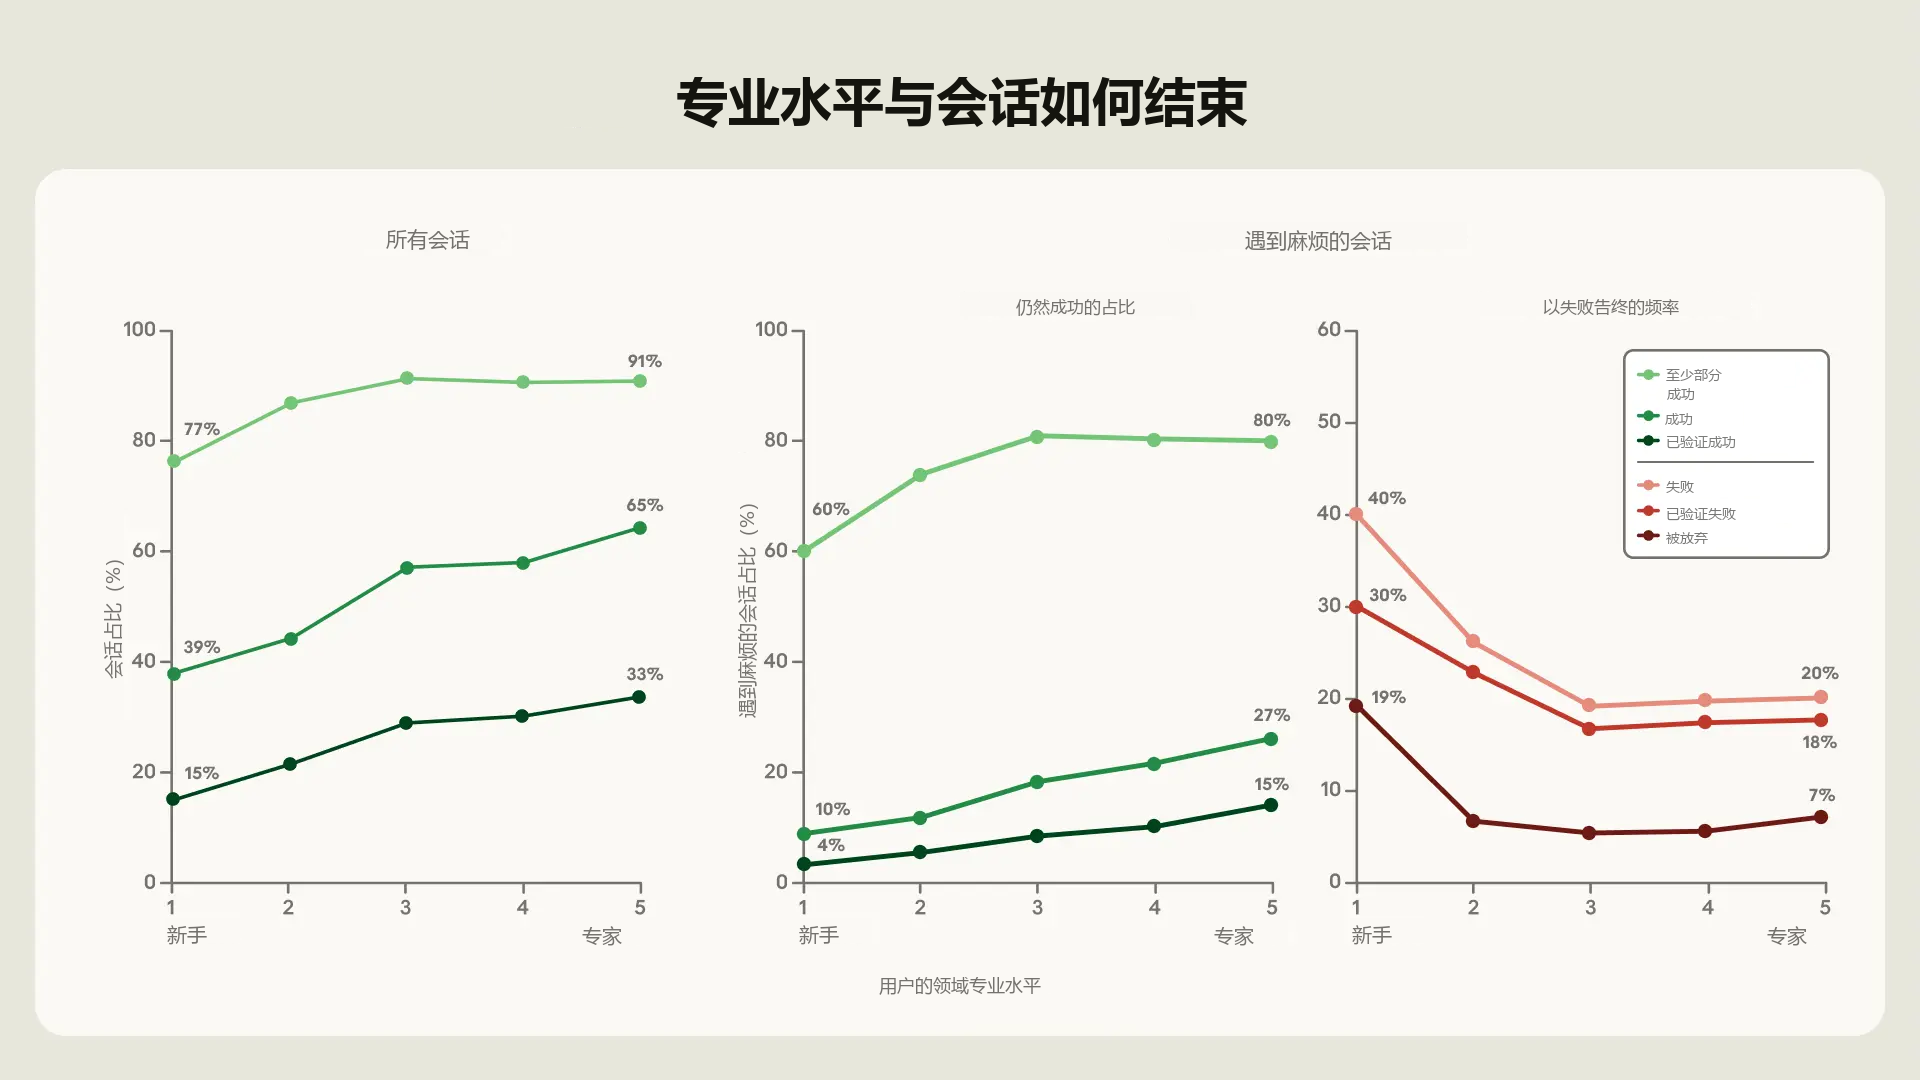 专业水平与会话如何结束
所有会话
遇到麻烦的会话
仍然成功的占比
以失败告终的频率
会话占比（%）
100
80
60
40
20
0
77%
91%
39%
65%
15%
33%
1
2
3
4
5
新手
专家
遇到麻烦的会话占比（%）
100
80
60
40
20
0
60%
80%
10%
27%
4%
15%
1
2
3
4
5
新手
专家
60
50
40
30
20
10
0
40%
30%
19%
20%
18%
7%
1
2
3
4
5
新手
专家
至少部分
成功
成功
已验证成功
失败
已验证失败
被放弃
用户的领域专业水平